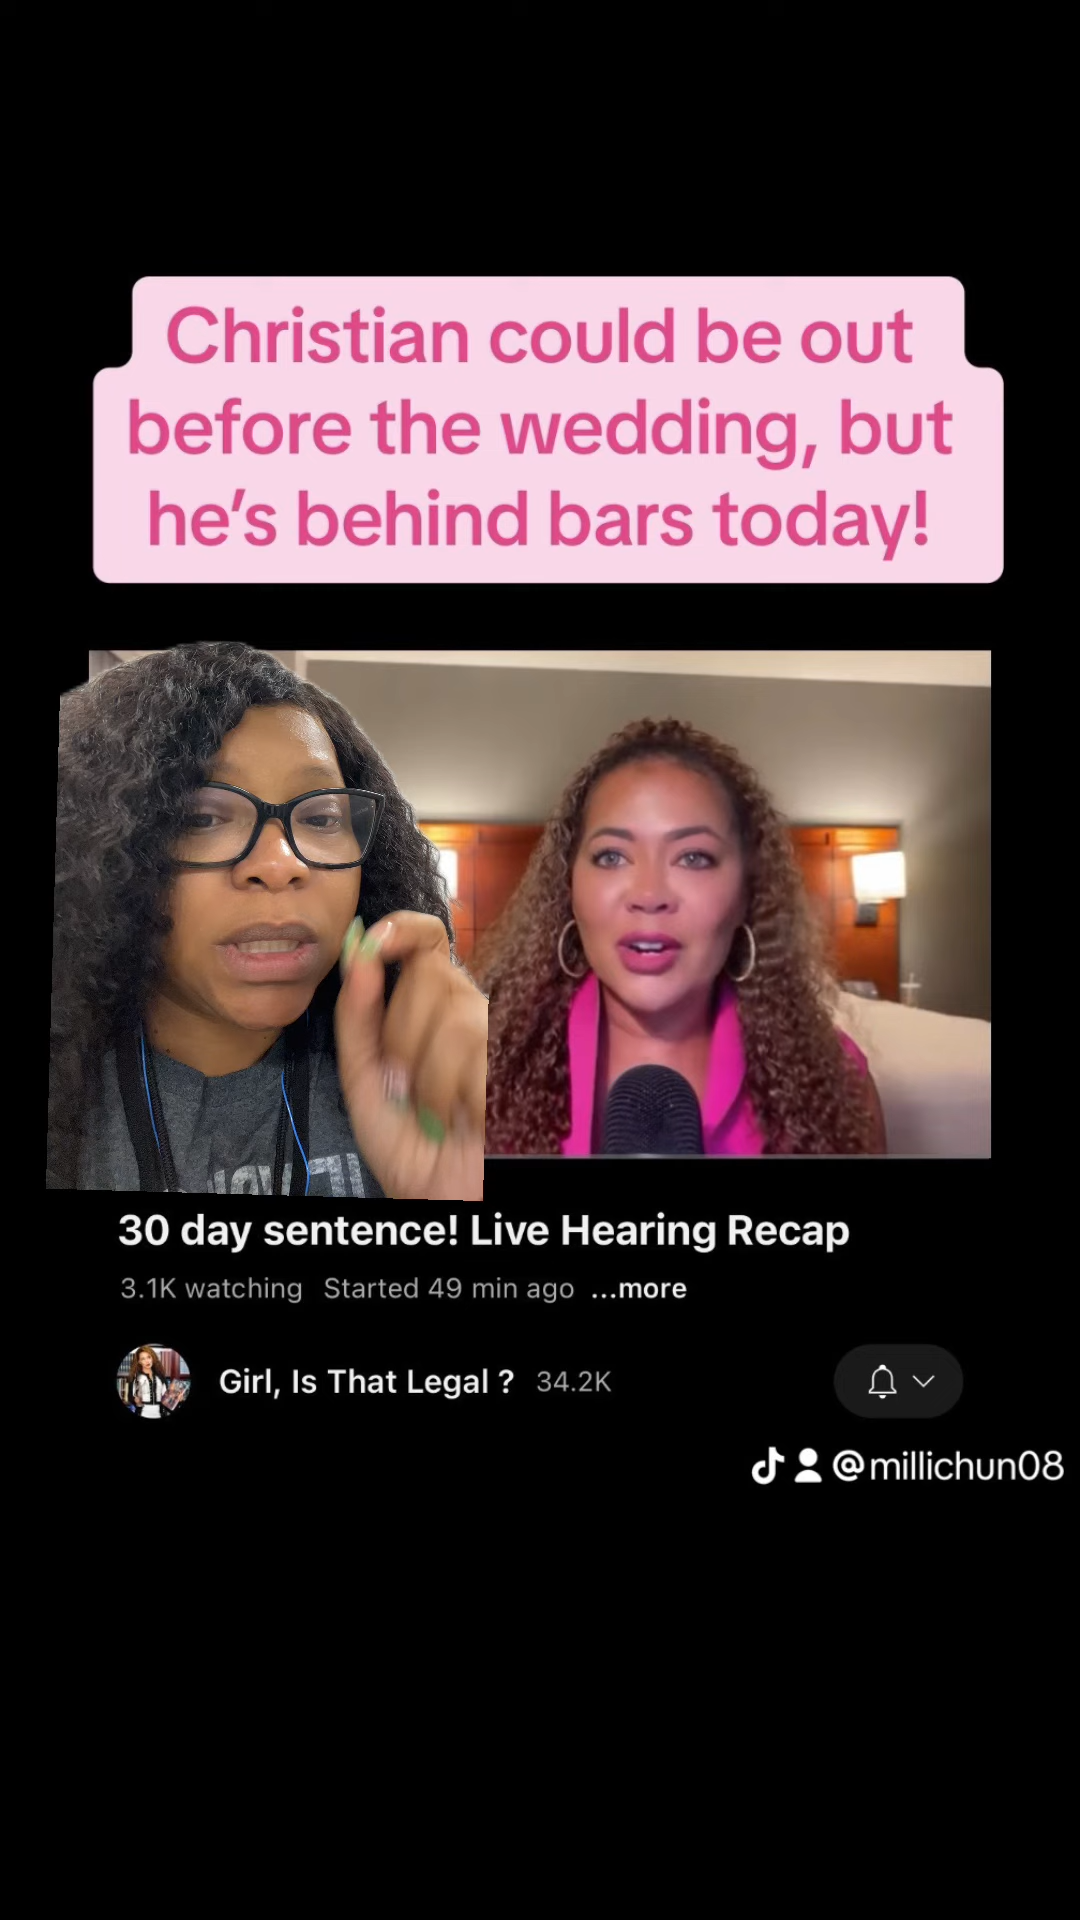 Christian could be out
before the wedding, but
he’s behind bars today!
30 day sentence! Live Hearing Recap
3.1K watching Started 49 min ago ...more
Girl, Is That Legal ? 34.2K
@millichun08